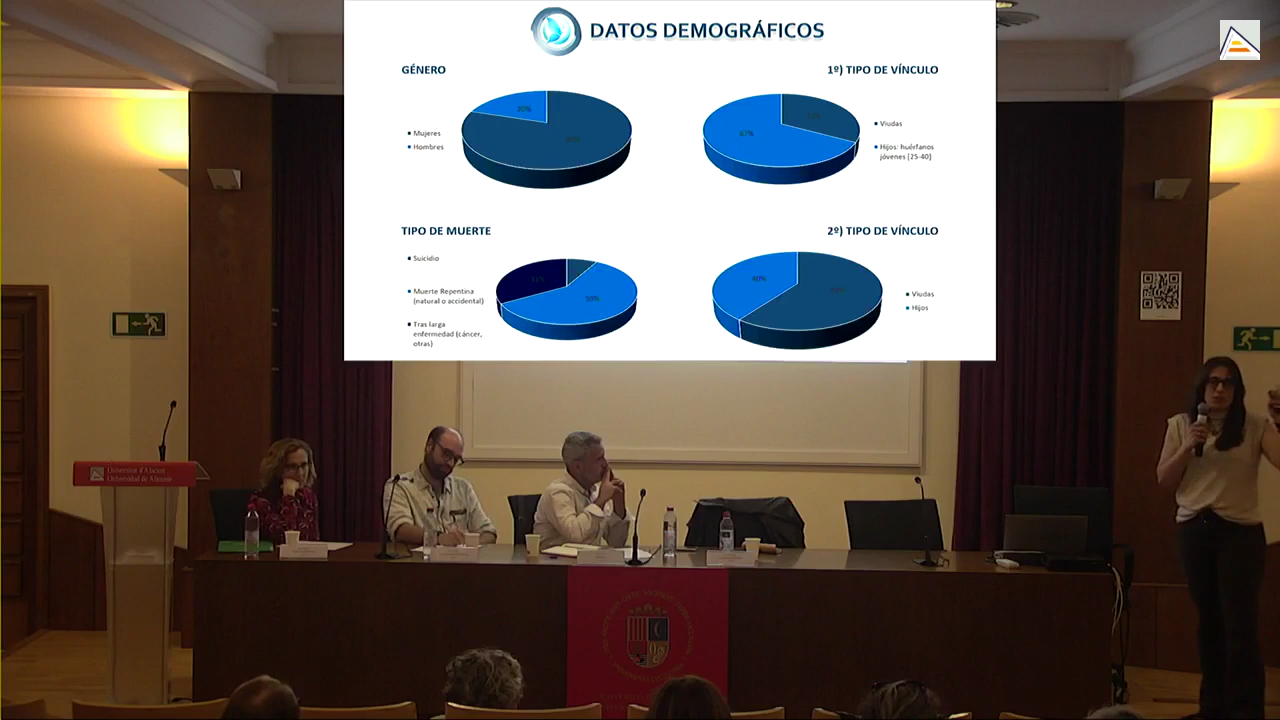 DATOS DEMOGRÁFICOS
GÉNERO
20%
80%
Mujeres
Hombres
1º) TIPO DE VÍNCULO
67%
Viudas
Hijos: huérfanos
jóvenes (25-40)
TIPO DE MUERTE
Suicidio
Muerte Repentina
(natural o accidental)
Tras larga
enfermedad (cáncer,
otras)
59%
2º) TIPO DE VÍNCULO
40%
Viudas
Hijos
Universitat d'Alacant
Universidad de Alicante